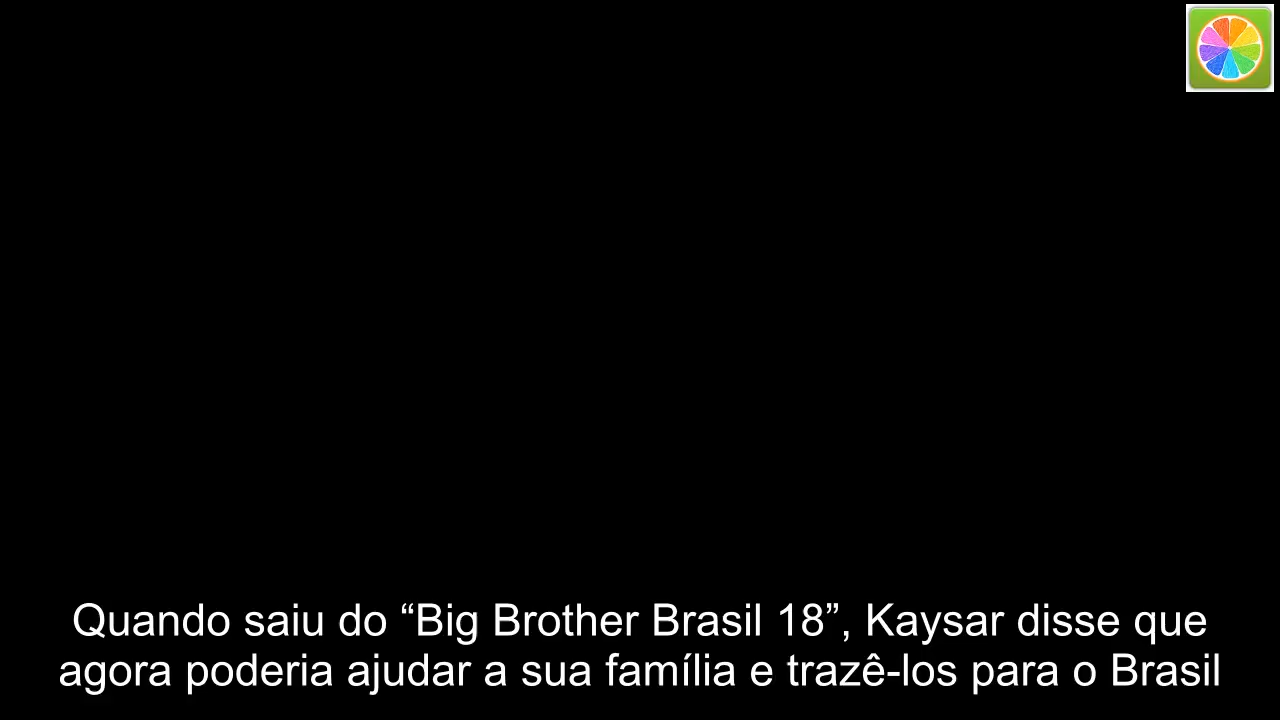 Quando saiu do “Big Brother Brasil 18”, Kaysar disse que
agora poderia ajudar a sua família e trazê-los para o Brasil